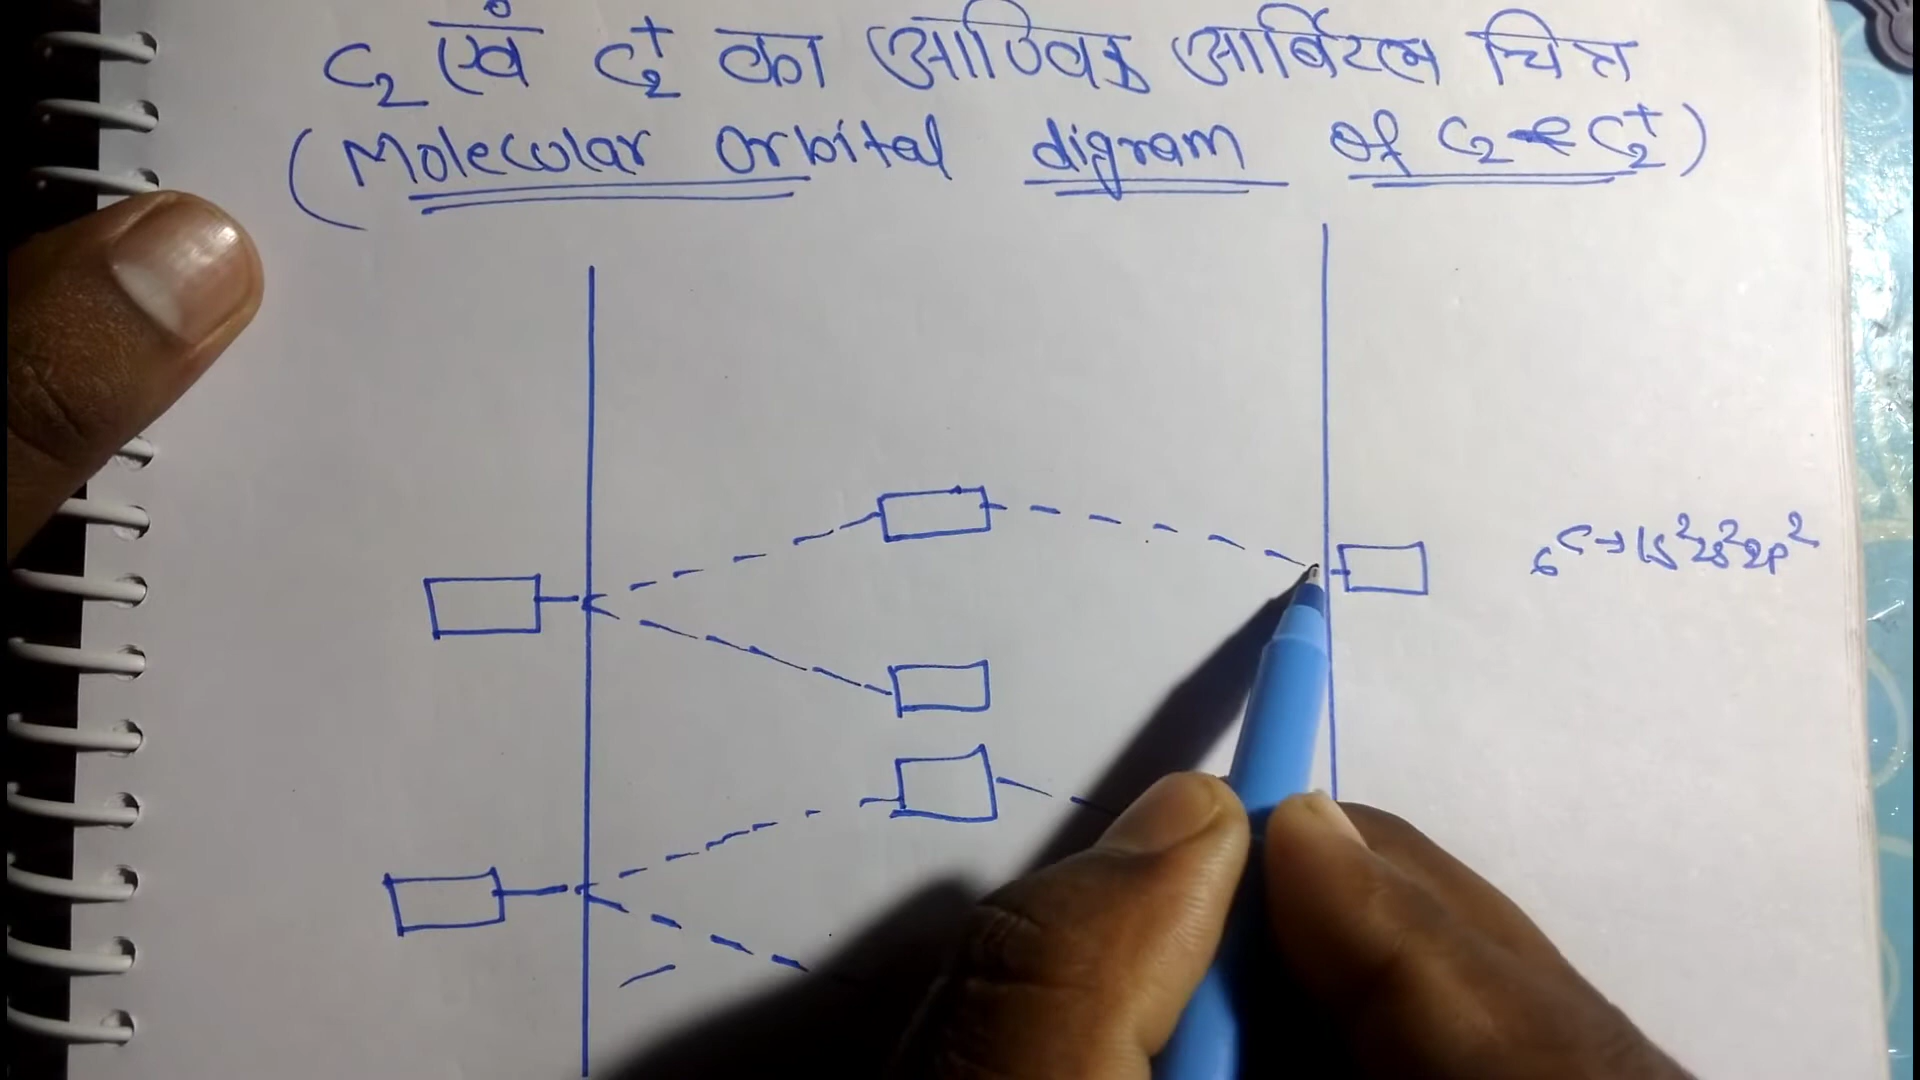 C₂ एवं C₂⁺ का आण्विक आर्बिटल चित्र
(Molecular Orbital digram Of C₂ & C₂⁺)
₆C→1s²2s²2p²